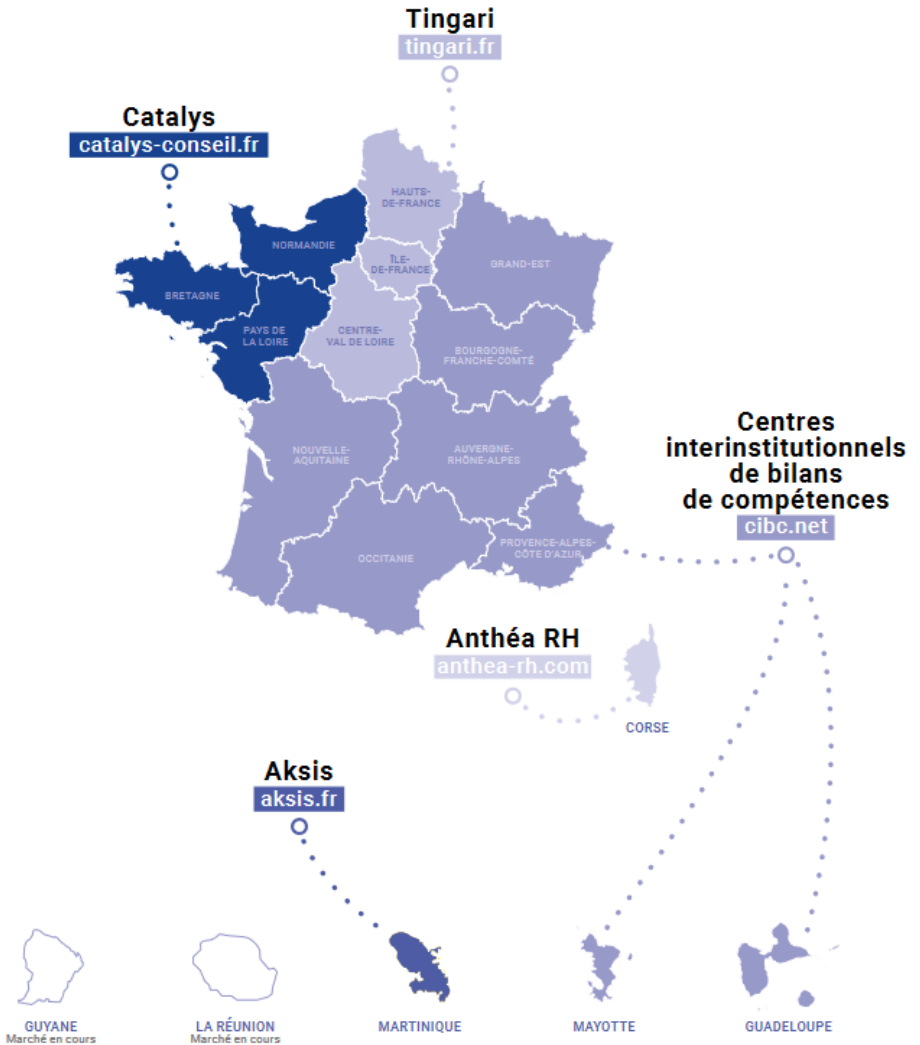 Tingari
tingari.fr
Catalys
catalys-conseil.fr
HAUTS-
DE-FRANCE
NORMANDIE
ÎLE-
DE-FRANCE
GRAND-EST
BRETAGNE
PAYS DE
LA LOIRE
CENTRE-
VAL DE LOIRE
BOURGOGNE-
FRANCHE-COMTÉ
NOUVELLE-
AQUITAINE
AUVERGNE-
RHÔNE-ALPES
Centres
interinstitutionnels
de bilans
de compétences
cibc.net
OCCITANIE
PROVENCE-ALPES-
CÔTE D'AZUR
Anthéa RH
anthea-rh.com
CORSE
Aksis
aksis.fr
GUYANE
Marché en cours
LA RÉUNION
Marché en cours
MARTINIQUE
MAYOTTE
GUADELOUPE